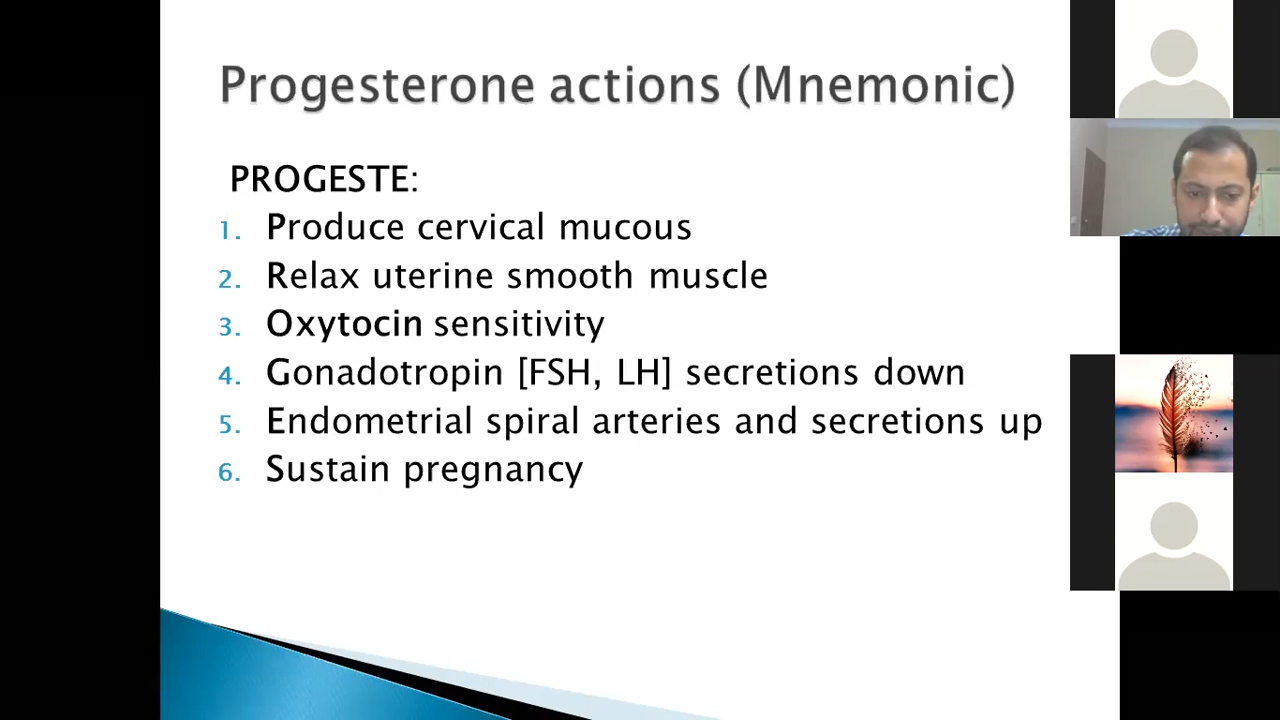 Progesterone actions (Mnemonic)
PROGESTE:
1. Produce cervical mucous
2. Relax uterine smooth muscle
3. Oxytocin sensitivity
4. Gonadotropin [FSH, LH] secretions down
5. Endometrial spiral arteries and secretions up
6. Sustain pregnancy